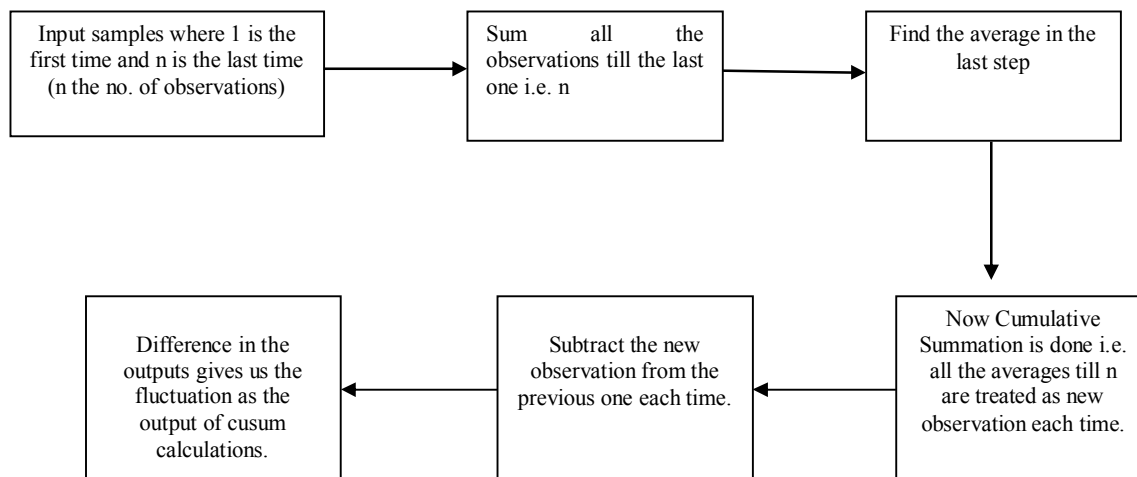 Input samples where 1 is the
first time and n is the last time
(n the no. of observations)
Sum all the
observations till the last
one i.e. n
Find the average in the
last step
Now Cumulative
Summation is done i.e.
all the averages till n
are treated as new
observation each time.
Subtract the new
observation from the
previous one each time.
Difference in the
outputs gives us the
fluctuation as the
output of cusum
calculations.